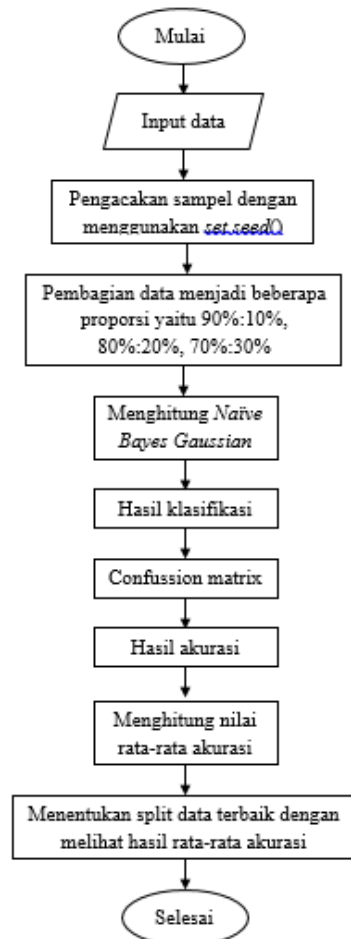 Mulai
Input data
Pengacakan sampel dengan
menggunakan set.seed()
Pembagian data menjadi beberapa
proporsi yaitu 90%:10%,
80%:20%, 70%:30%
Menghitung Naïve
Bayes Gaussian
Hasil klasifikasi
Confussion matrix
Hasil akurasi
Menghitung nilai
rata-rata akurasi
Menentukan split data terbaik dengan
melihat hasil rata-rata akurasi
Selesai